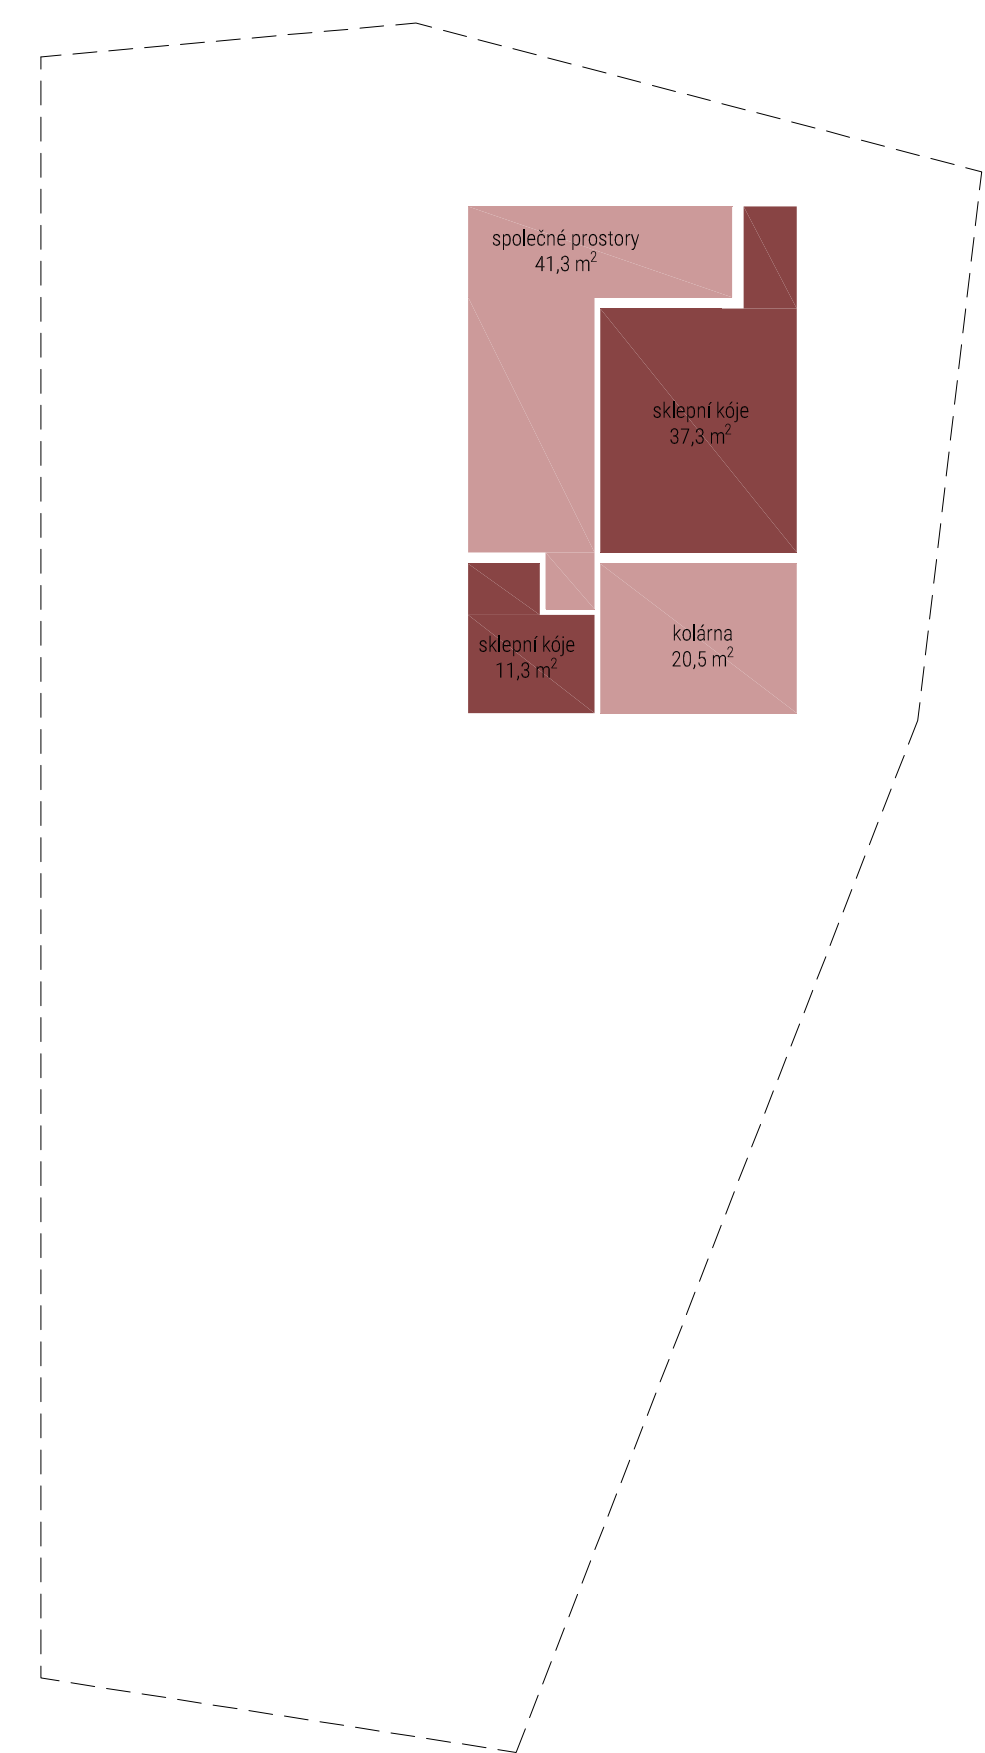 společné prostory
41,3 m²
sklepní kóje
37,3 m²
sklepní kóje
11,3 m²
kolárna
20,5 m²